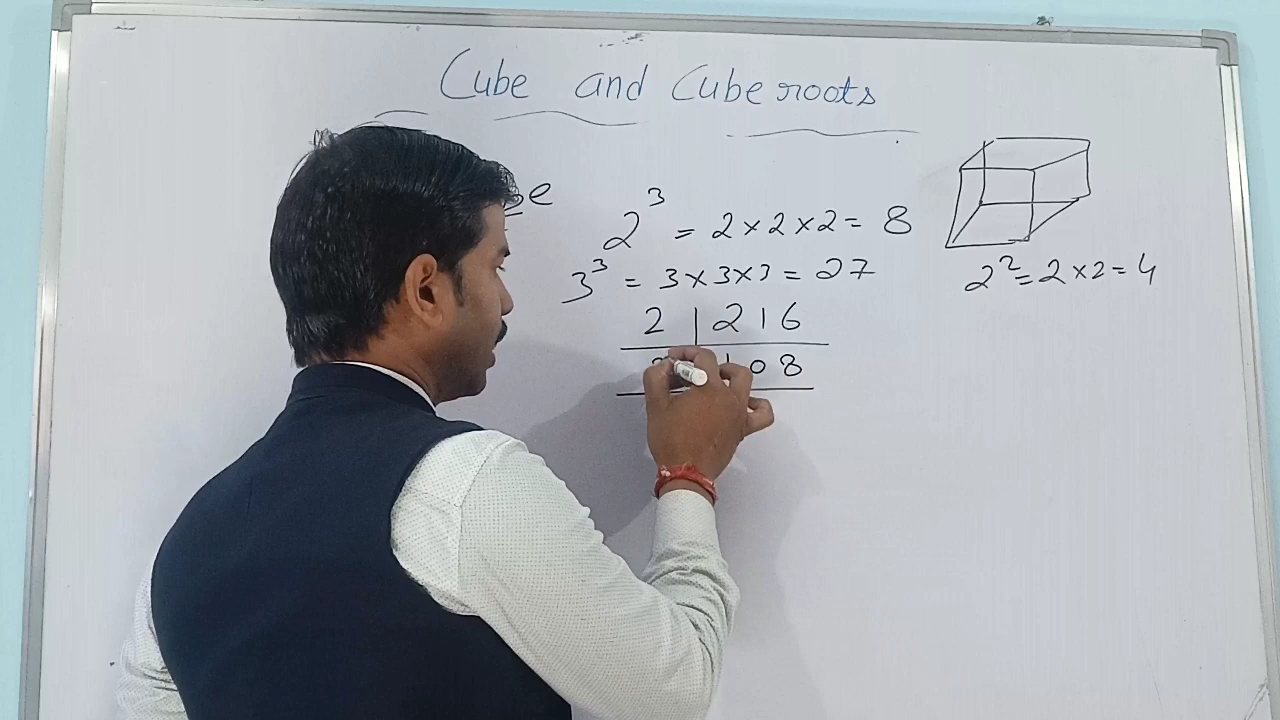 Cube and Cube roots
2³ = 2 × 2 × 2 = 8
3³ = 3 × 3 × 3 = 27
2² = 2 × 2 = 4
2 | 216
108